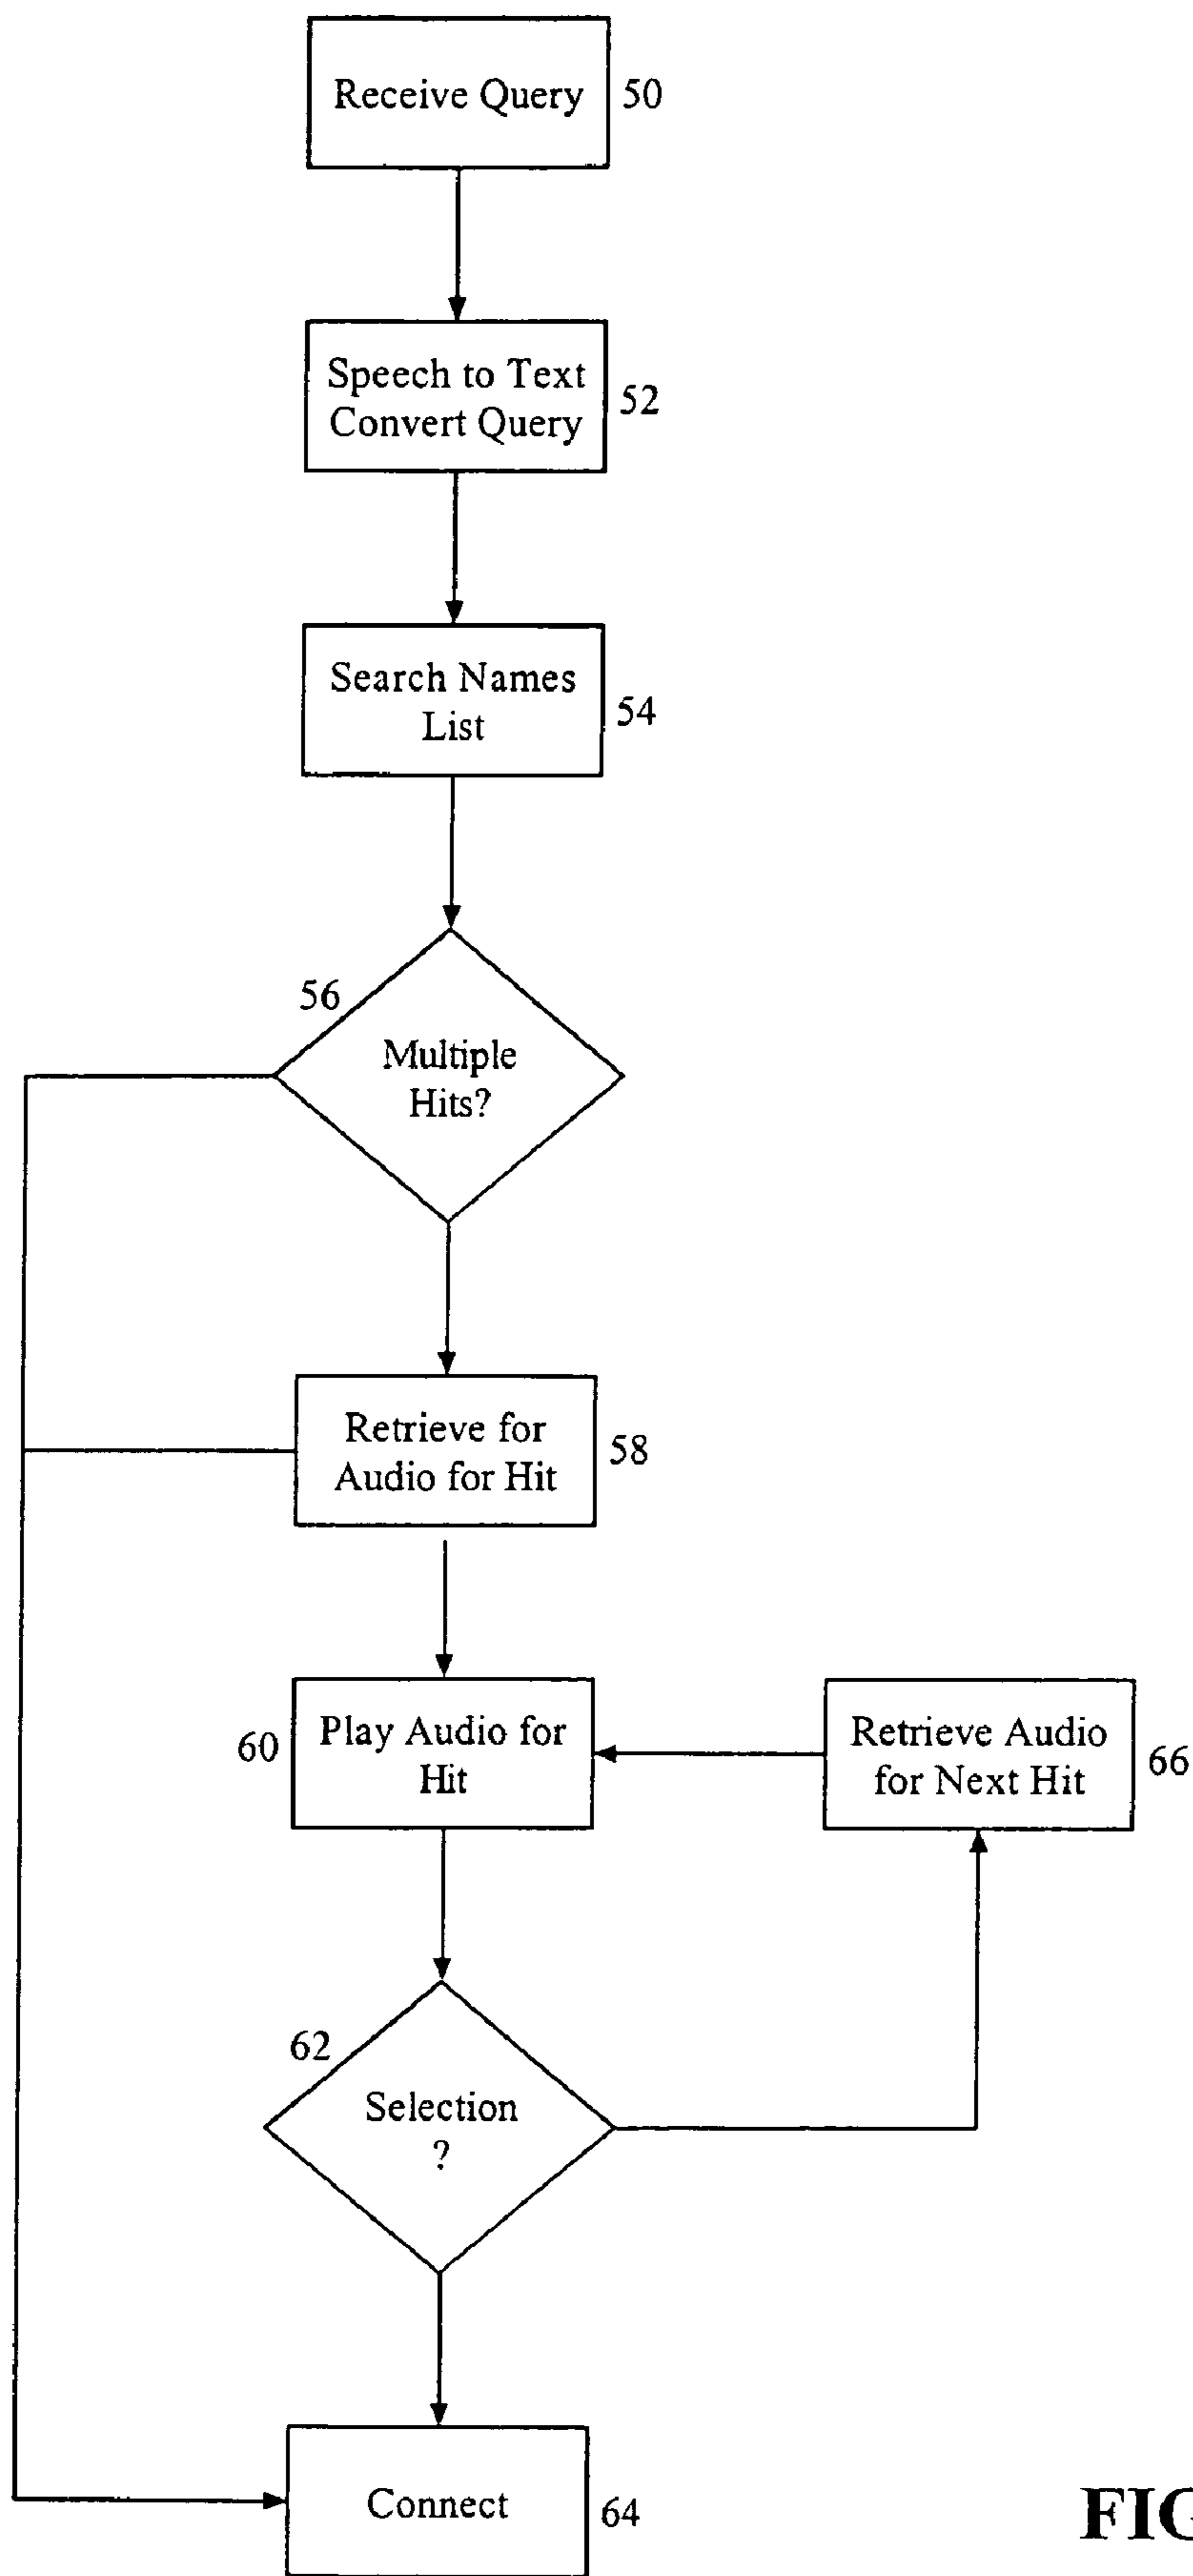 Receive Query
50
Speech to Text
Convert Query
52
Search Names
List
54
56
Multiple
Hits?
Retrieve for
Audio for Hit
58
60
Play Audio for
Hit
Retrieve Audio
for Next Hit
66
62
Selection
?
Connect
64
FIG